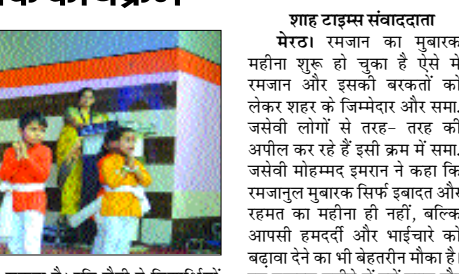 शाह टाइम्स संवाददाता
मेरठ। रमजान का मुबारक
महीना शुरू हो चुका है ऐसे मे
रमजान और इसकी बरकतों को
लेकर शहर के जिम्मेदार और समा.
जसेवी लोगों से तरह– तरह की
अपील कर रहे हैं इसी क्रम में समा.
जसेवी मोहम्मद इमरान ने कहा कि
रमजानुल मुबारक सिर्फ इबादत और
रहमत का महीना ही नहीं, बल्कि
आपसी हमदर्दी और भाईचारे को
बढ़ावा देने का भी बेहतरीन मौका है।